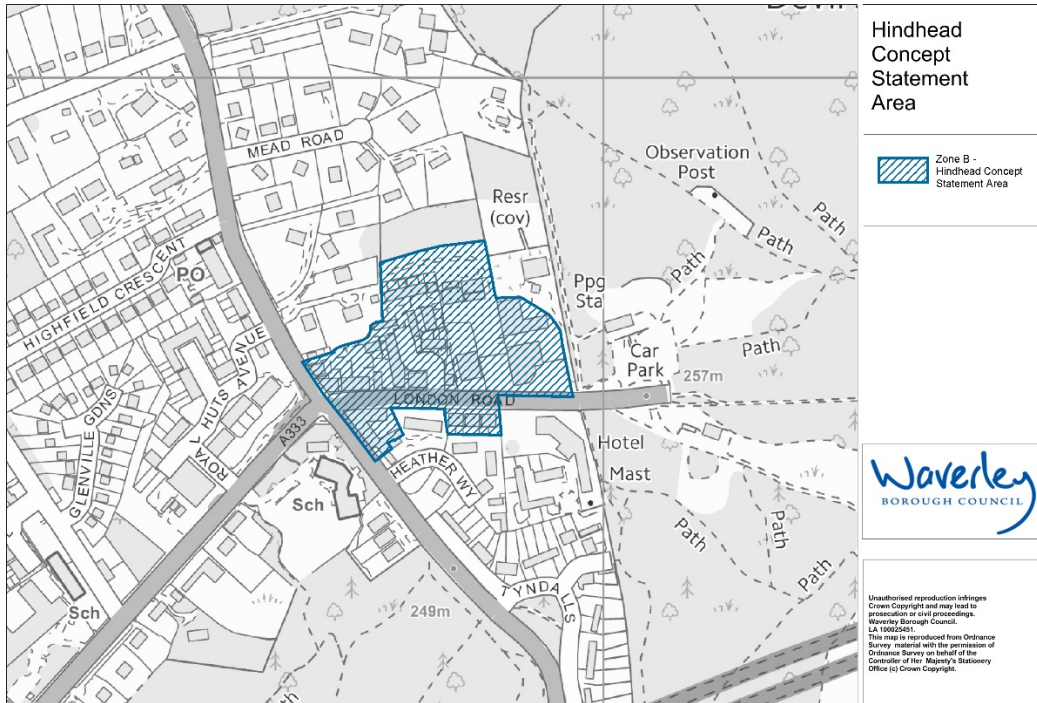 Hindhead
Concept
Statement
Area
Zone B -
Hindhead Concept
Statement Area
MEAD ROAD
Observation
Post
Resr
(cov)
Path
Path
Path
PO
HIGHFIELD CRESCENT
Ppg
Sta
Car
Park
257m
Path
ROYAL HUTS AVENUE
GLENVILLE GDNS
A333
LONDON ROAD
HEATHER WY
Hotel
Mast
Sch
Sch
Path
Path
Path
TYNDALLS
249m
Waverley
BOROUGH COUNCIL
Unauthorised reproduction infringes
Crown Copyright and may lead to
prosecution or civil proceedings.
Waverley Borough Council.
LA 100025451.
This map is reproduced from Ordnance
Survey material with the permission of
Ordnance Survey on behalf of the
Controller of Her Majesty's Stationery
Office (c) Crown Copyright.